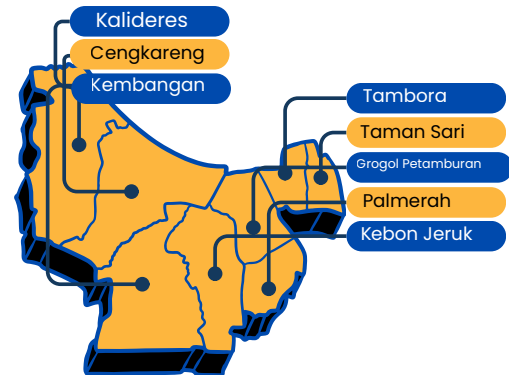 Kalideres
Cengkareng
Kembangan
Tambora
Taman Sari
Grogol Petamburan
Palmerah
Kebon Jeruk